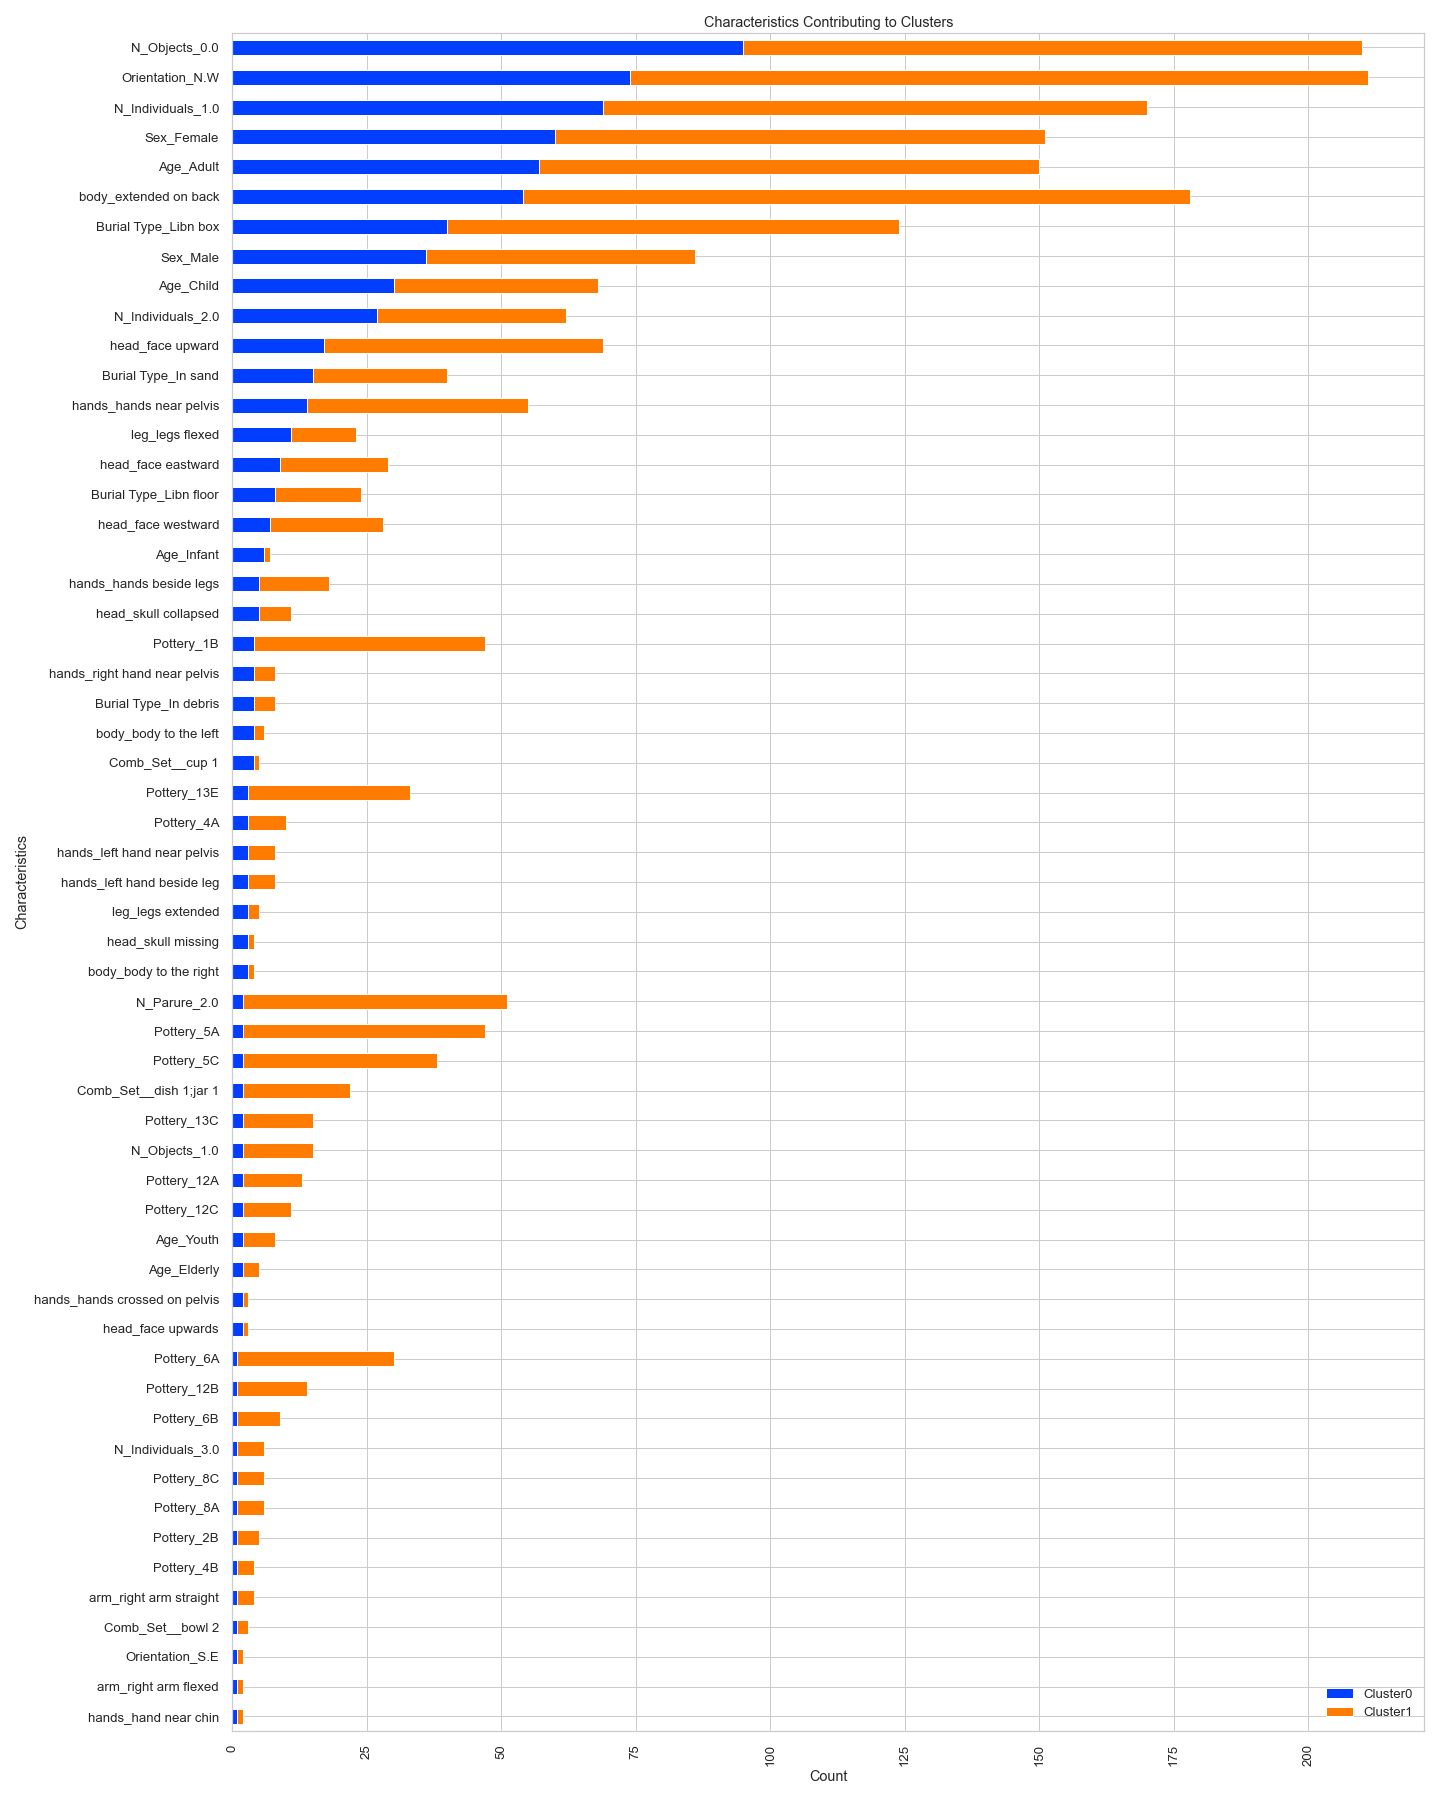 Characteristics Contributing to Clusters
N_Objects_0.0
Orientation_N.W
N_Individuals_1.0
Sex_Female
Age_Adult
body_extended on back
Burial Type_Libn box
Sex_Male
Age_Child
N_Individuals_2.0
head_face upward
Burial Type_In sand
hands_hands near pelvis
leg_legs flexed
head_face eastward
Burial Type_Libn floor
head_face westward
Age_Infant
hands_hands beside legs
head_skull collapsed
Pottery_1B
hands_right hand near pelvis
Burial Type_In debris
body_body to the left
Comb_Set__cup 1
Pottery_13E
Pottery_4A
hands_left hand near pelvis
hands_left hand beside leg
leg_legs extended
head_skull missing
body_body to the right
N_Parure_2.0
Pottery_5A
Pottery_5C
Comb_Set__dish 1;jar 1
Pottery_13C
N_Objects_1.0
Pottery_12A
Pottery_12C
Age_Youth
Age_Elderly
hands_hands crossed on pelvis
head_face upwards
Pottery_6A
Pottery_12B
Pottery_6B
N_Individuals_3.0
Pottery_8C
Pottery_8A
Pottery_2B
Pottery_4B
arm_right arm straight
Comb_Set__bowl 2
Orientation_S.E
arm_right arm flexed
hands_hand near chin
Characteristics
Cluster0
Cluster1
0 25 50 75 100 125 150 175 200
Count